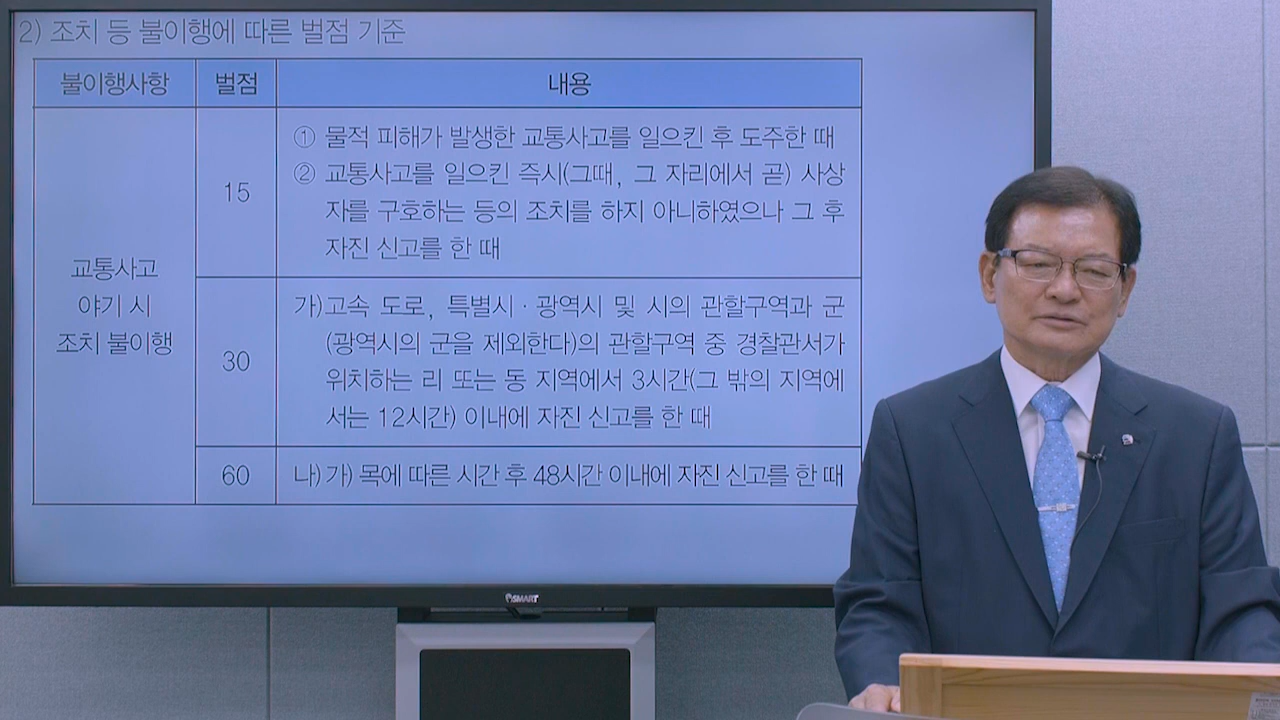 2) 조치 등 불이행에 따른 벌점 기준
불이행사항 벌점 내용
교통사고
야기 시
조치 불이행
15
① 물적 피해가 발생한 교통사고를 일으킨 후 도주한 때
② 교통사고를 일으킨 즉시(그때, 그 자리에서 곧) 사상
자를 구호하는 등의 조치를 하지 아니하였으나 그 후
자진 신고를 한 때
30
가)고속 도로, 특별시·광역시 및 시의 관할구역과 군
(광역시의 군을 제외한다)의 관할구역 중 경찰관서가
위치하는 리 또는 동 지역에서 3시간(그 밖의 지역에
서는 12시간) 이내에 자진 신고를 한 때
60
나) 가) 목에 따른 시간 후 48시간 이내에 자진 신고를 한 때
SMART